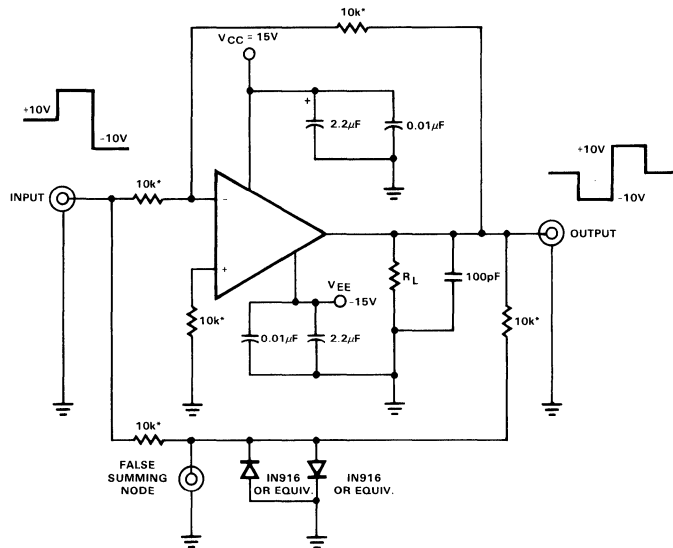 10k*
VCC = 15V
+10V
-10V
+
2.2µF
0.01µF
+10V
-10V
INPUT
10k*
−
+
OUTPUT
RL
100pF
VEE
-15V
10k*
0.01µF
2.2µF
10k*
10k*
FALSE
SUMMING
NODE
IN916
OR EQUIV.
IN916
OR EQUIV.